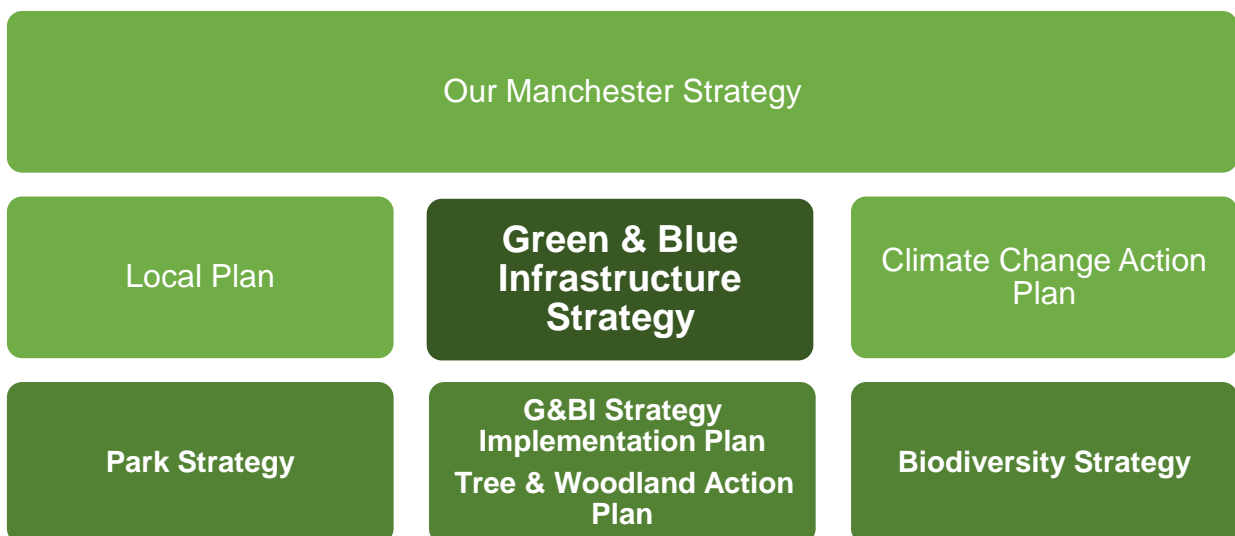 Our Manchester Strategy
Local Plan
Green & Blue
Infrastructure
Strategy
Climate Change Action
Plan
Park Strategy
G&BI Strategy
Implementation Plan
Tree & Woodland Action
Plan
Biodiversity Strategy